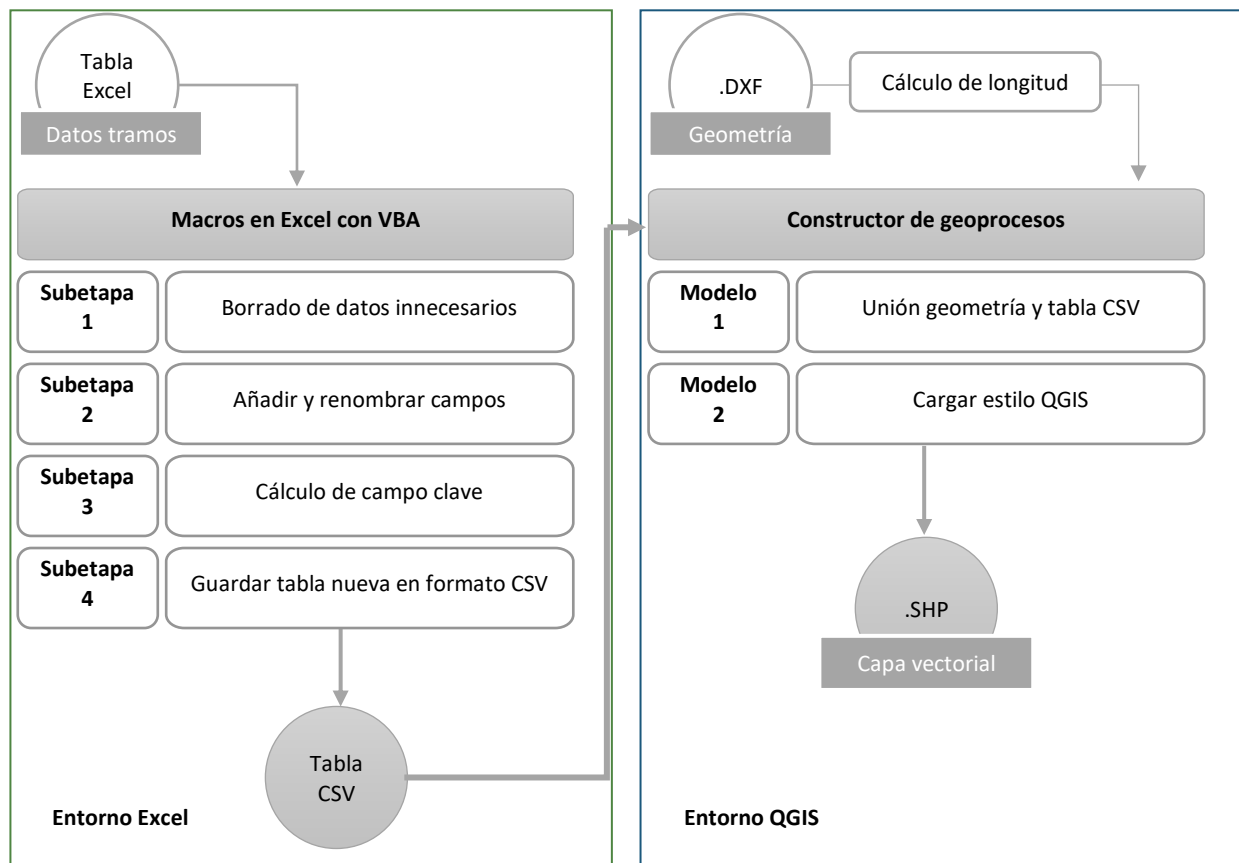 Tabla
Excel
Datos tramos
Macros en Excel con VBA
Subetapa
1
Borrado de datos innecesarios
Subetapa
2
Añadir y renombrar campos
Subetapa
3
Cálculo de campo clave
Subetapa
4
Guardar tabla nueva en formato CSV
Tabla
CSV
Entorno Excel
.DXF
Geometría
Cálculo de longitud
Constructor de geoprocesos
Modelo
1
Unión geometría y tabla CSV
Modelo
2
Cargar estilo QGIS
.SHP
Capa vectorial
Entorno QGIS